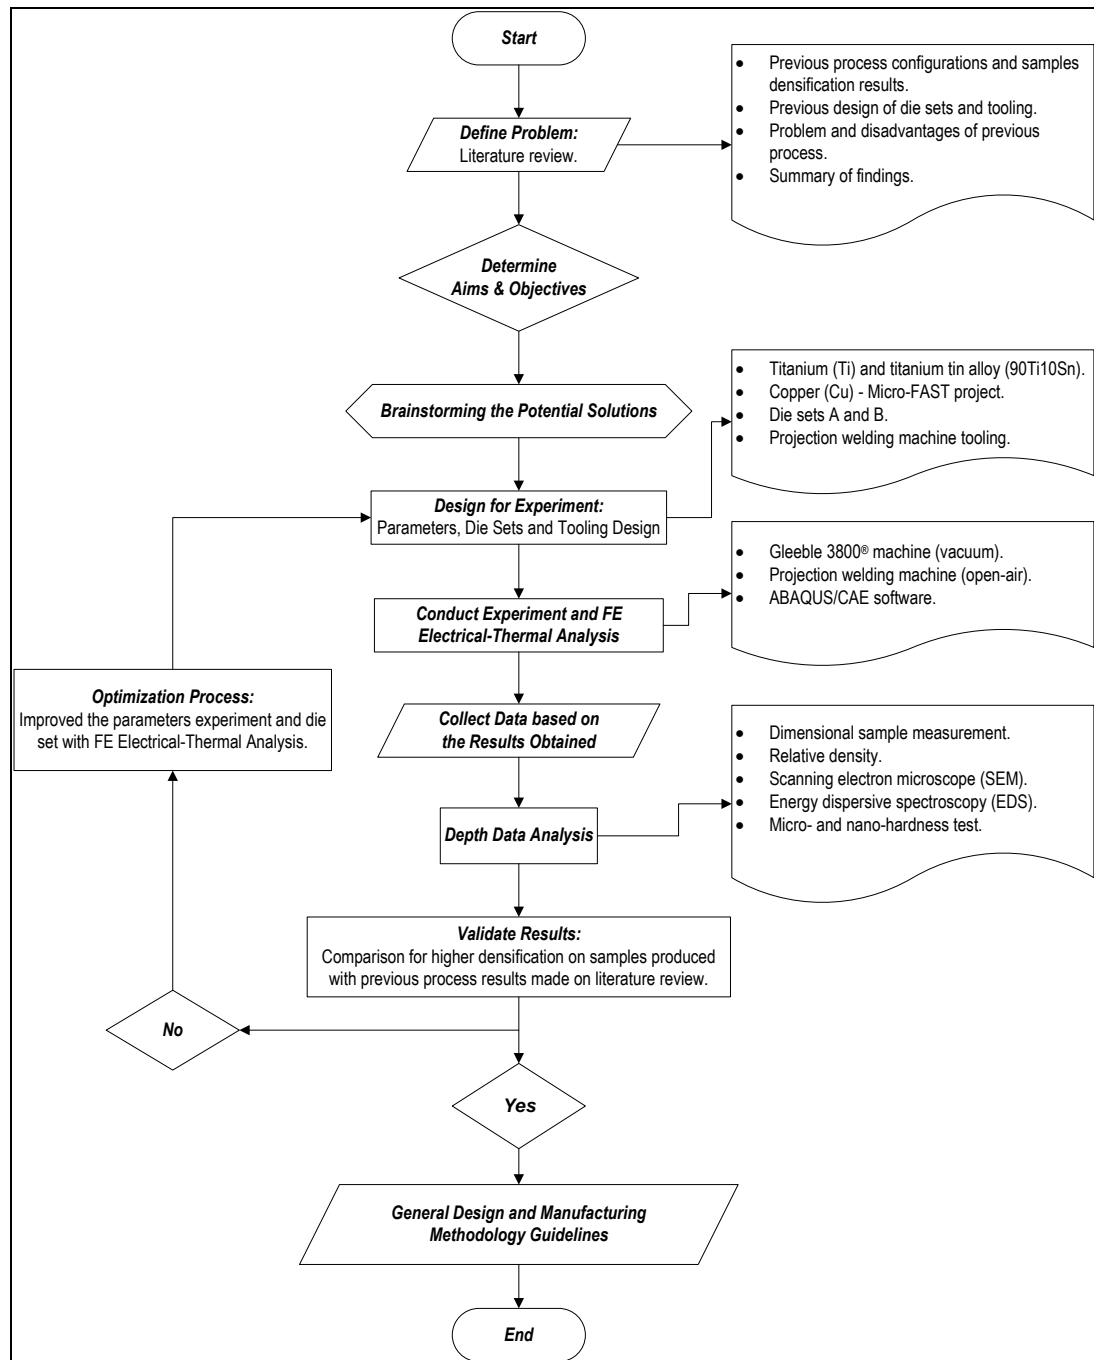 Start
Define Problem:
Literature review.
● Previous process configurations and samples
densification results.
● Previous design of die sets and tooling.
● Problem and disadvantages of previous
process.
● Summary of findings.
Determine
Aims & Objectives
Brainstorming the Potential Solutions
● Titanium (Ti) and titanium tin alloy (90Ti10Sn).
● Copper (Cu) - Micro-FAST project.
● Die sets A and B.
● Projection welding machine tooling.
Design for Experiment:
Parameters, Die Sets and Tooling Design
Conduct Experiment and FE
Electrical-Thermal Analysis
● Gleeble 3800® machine (vacuum).
● Projection welding machine (open-air).
● ABAQUS/CAE software.
Optimization Process:
Improved the parameters experiment and die
set with FE Electrical-Thermal Analysis.
Collect Data based on
the Results Obtained
Depth Data Analysis
● Dimensional sample measurement.
● Relative density.
● Scanning electron microscope (SEM).
● Energy dispersive spectroscopy (EDS).
● Micro- and nano-hardness test.
Validate Results:
Comparison for higher densification on samples produced
with previous process results made on literature review.
No
Yes
General Design and Manufacturing
Methodology Guidelines
End